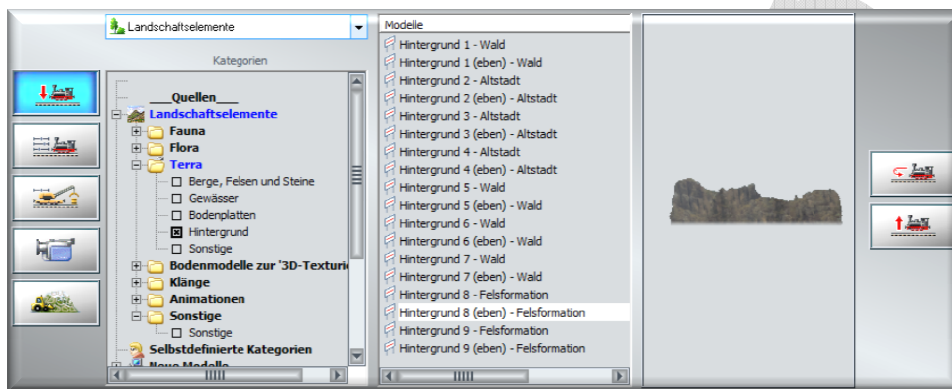 Landschaftselemente
Kategorien
___Quellen___
Landschaftselemente
Fauna
Flora
Terra
Berge, Felsen und Steine
Gewässer
Bodenplatten
Hintergrund
Sonstige
Bodenmodelle zur '3D-Texturi
Klänge
Animationen
Sonstige
Sonstige
Selbstdefinierte Kategorien
Neue Modelle
Modelle
Hintergrund 1 - Wald
Hintergrund 1 (eben) - Wald
Hintergrund 2 - Altstadt
Hintergrund 2 (eben) - Altstadt
Hintergrund 3 - Altstadt
Hintergrund 3 (eben) - Altstadt
Hintergrund 4 - Altstadt
Hintergrund 4 (eben) - Altstadt
Hintergrund 5 - Wald
Hintergrund 5 (eben) - Wald
Hintergrund 6 - Wald
Hintergrund 6 (eben) - Wald
Hintergrund 7 - Wald
Hintergrund 7 (eben) - Wald
Hintergrund 8 - Felsformation
Hintergrund 8 (eben) - Felsformation
Hintergrund 9 - Felsformation
Hintergrund 9 (eben) - Felsformation